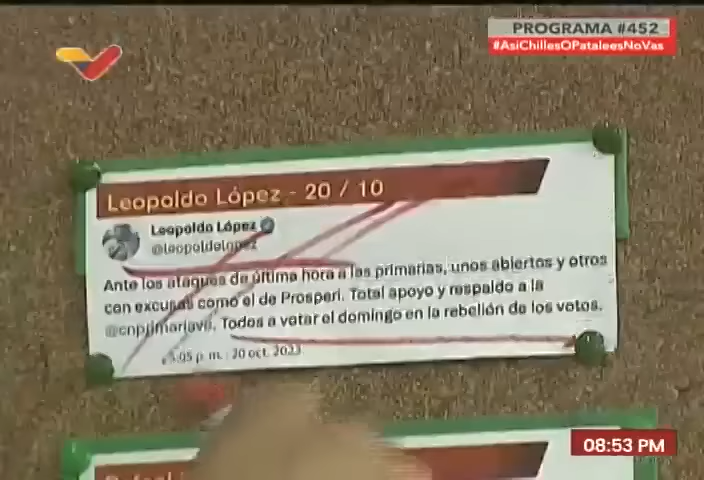 PROGRAMA #452
#AsiChillesOPataleesNoVas
Leopoldo López - 20 / 10
Leopoldo López
@leopoldolopez
Ante los ataques de última hora a las primarias, unos abiertos y otros
con excusas como el de Prosperi. Total apoyo y respaldo a la
@cnprimariave. Todos a votar el domingo en la rebelión de los votos.
5:05 p. m. · 20 oct. 2023
08:53 PM